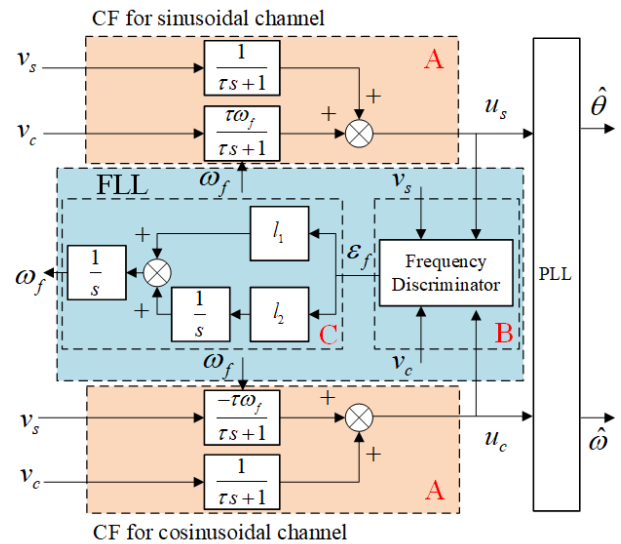 CF for sinusoidal channel
v_s
1
τs+1
A
+
v_c
τω_f
τs+1
+
u_s
θ̂
FLL
ω_f
v_s
l_1
+
ε_f
Frequency
Discriminator
PLL
ω_f
1
s
+
1
s
l_2
C
B
ω_f
v_c
v_s
−τω_f
τs+1
+
u_c
ω̂
v_c
1
τs+1
+
A
CF for cosinusoidal channel